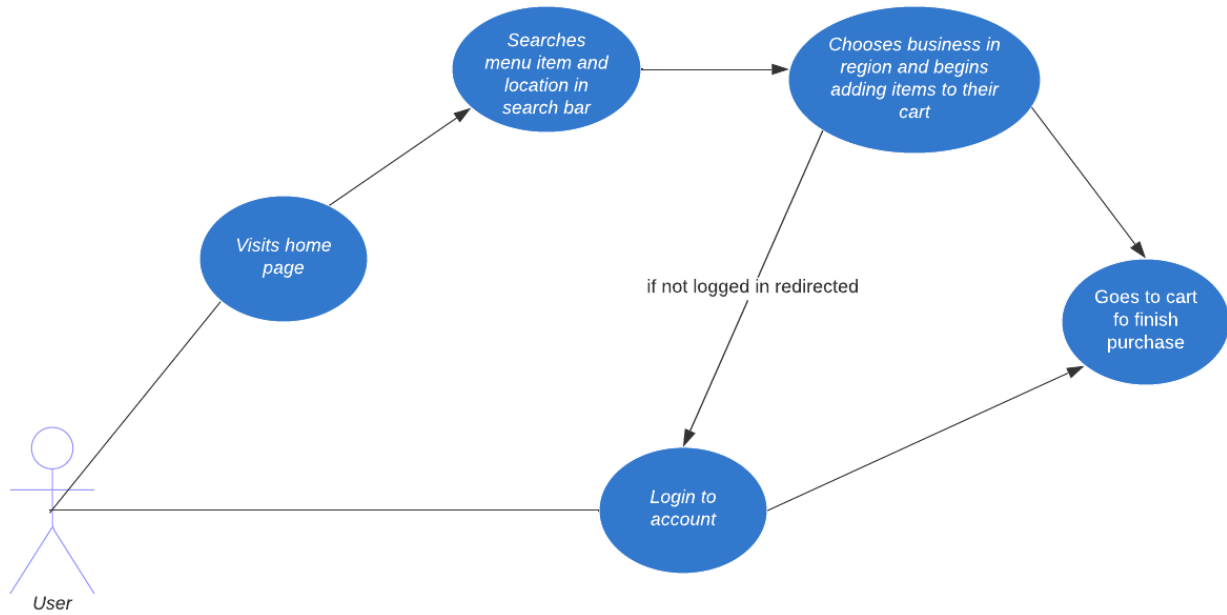 Searches
menu item and
location in
search bar
Chooses business in
region and begins
adding items to their
cart
Visits home
page
if not logged in redirected
Goes to cart
fo finish
purchase
Login to
account
User